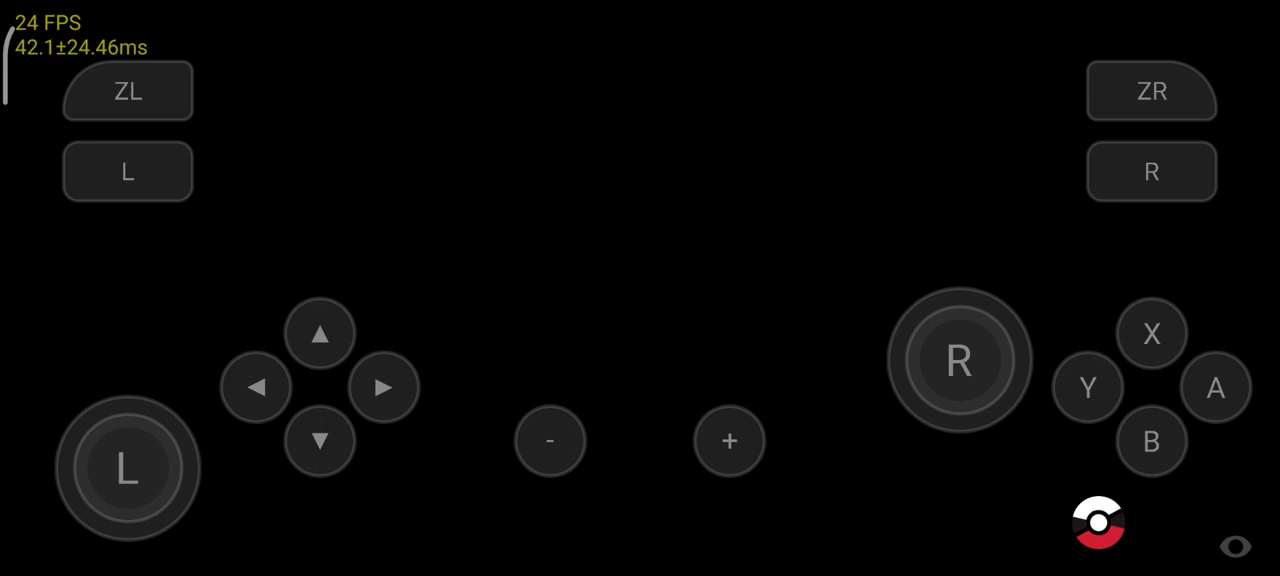 24 FPS
42.1±24.46ms
ZL
ZR
L
R
▲
X
◀
▶
R
Y
A
▼
-
+
B
L